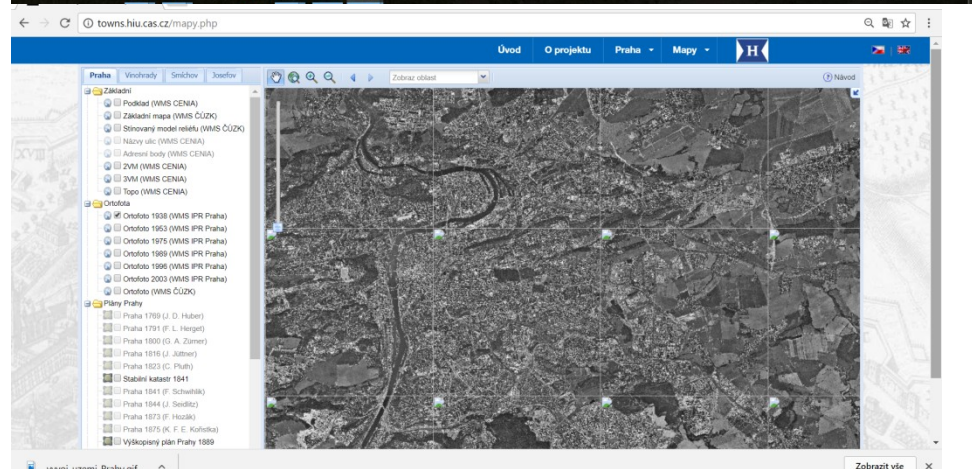 towns.hiu.cas.cz/mapy.php
Úvod O projektu Praha Mapy H
Praha Vinohrady Smíchov Josefov
Zobraz oblast
Návod
Základní
Podklad (WMS CENIA)
Základní mapa (WMS ČÚZK)
Stínovaný model reliéfu (WMS ČÚZK)
Názvy ulic (WMS CENIA)
Adresní body (WMS CENIA)
2VM (WMS CENIA)
3VM (WMS CENIA)
Topo (WMS CENIA)
Ortofota
Ortofoto 1938 (WMS IPR Praha)
Ortofoto 1953 (WMS IPR Praha)
Ortofoto 1975 (WMS IPR Praha)
Ortofoto 1989 (WMS IPR Praha)
Ortofoto 1996 (WMS IPR Praha)
Ortofoto 2003 (WMS IPR Praha)
Ortofoto (WMS ČÚZK)
Plány Prahy
Praha 1769 (J. D. Huber)
Praha 1791 (F. L. Herget)
Praha 1800 (G. A. Zürner)
Praha 1816 (J. Jüttner)
Praha 1823 (C. Pluth)
Stabilní katastr 1841
Praha 1841 (F. Schwihlik)
Praha 1844 (J. Seidlitz)
Praha 1873 (F. Hozák)
Praha 1875 (K. F. E. Kořistka)
Výškopisný plán Prahy 1889
XVII
vyvoj_uzemi_Prahy.gif
Zobrazit vše